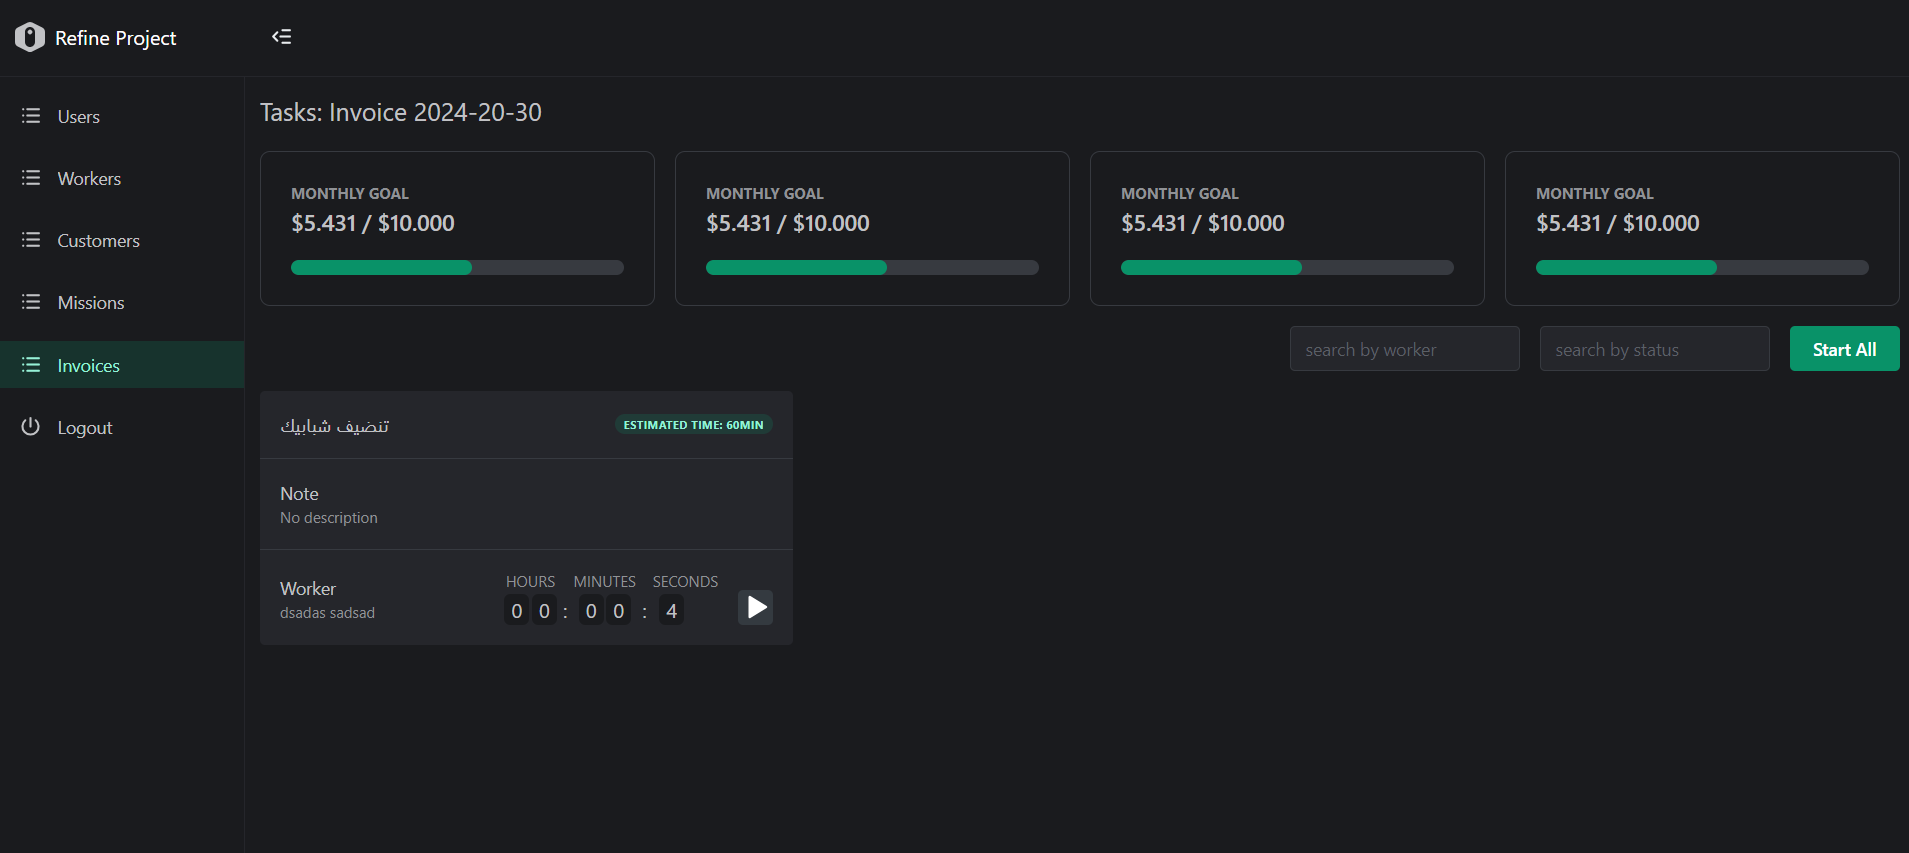 Refine Project
Users
Workers
Customers
Missions
Invoices
Logout
Tasks: Invoice 2024-20-30
MONTHLY GOAL
$5.431 / $10.000
MONTHLY GOAL
$5.431 / $10.000
MONTHLY GOAL
$5.431 / $10.000
MONTHLY GOAL
$5.431 / $10.000
search by worker
search by status
Start All
تنضيف شبابيك
ESTIMATED TIME: 60MIN
Note
No description
Worker
dsadas sadsad
HOURS MINUTES SECONDS
0 0 : 0 0 : 4